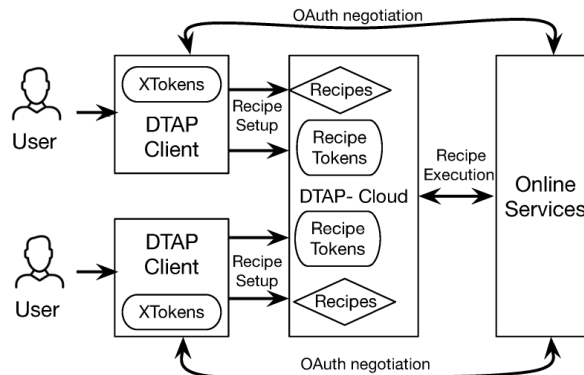 OAuth negotiation
XTokens
DTAP
Client
User
Recipe
Setup
Recipes
Recipe
Tokens
DTAP- Cloud
Recipe
Execution
Online
Services
DTAP
Client
XTokens
User
Recipe
Setup
Recipe
Tokens
Recipes
OAuth negotiation